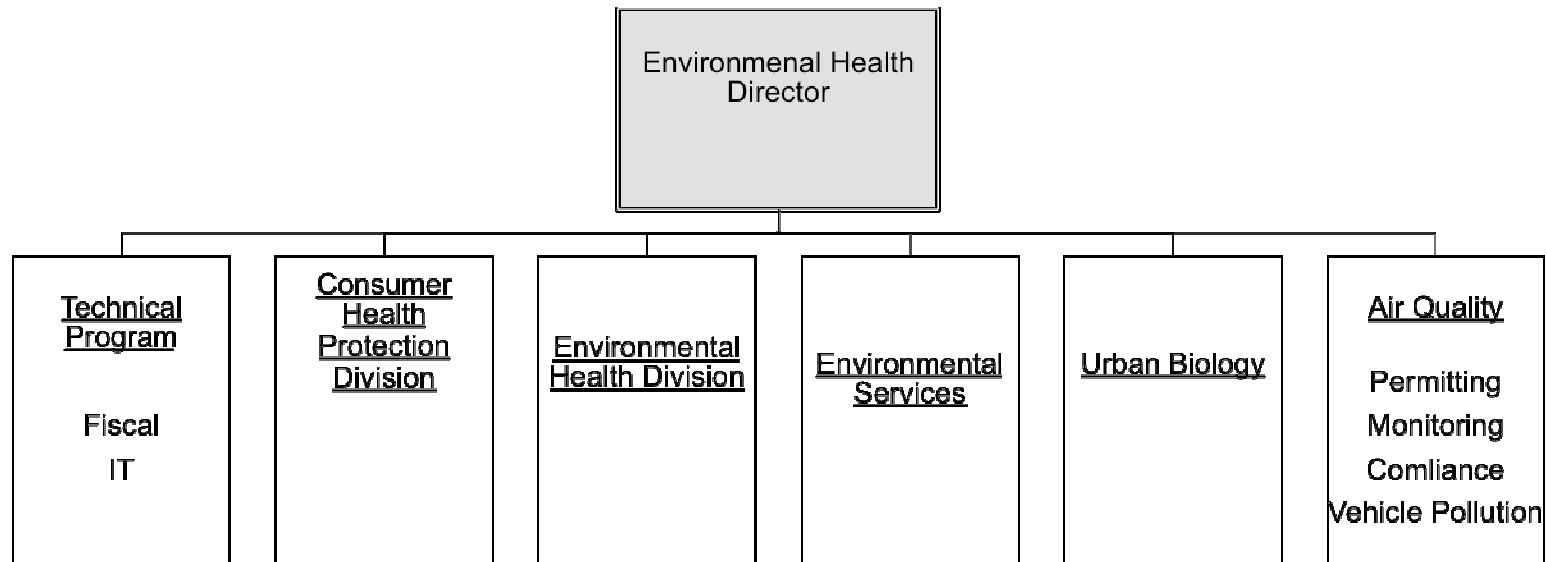 Environmenal Health
Director
Technical
Program
Fiscal
IT
Consumer
Health
Protection
Division
Environmental
Health Division
Environmental
Services
Urban Biology
Air Quality
Permitting
Monitoring
Comliance
Vehicle Pollution